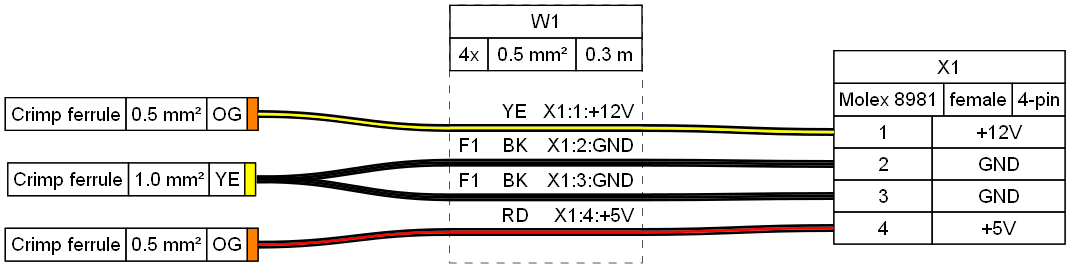 W1
4x 0.5 mm² 0.3 m
X1
Molex 8981 female 4-pin
Crimp ferrule 0.5 mm² OG
YE X1:1:+12V
1 +12V
F1 BK X1:2:GND
2 GND
Crimp ferrule 1.0 mm² YE
F1 BK X1:3:GND
3 GND
RD X1:4:+5V
4 +5V
Crimp ferrule 0.5 mm² OG